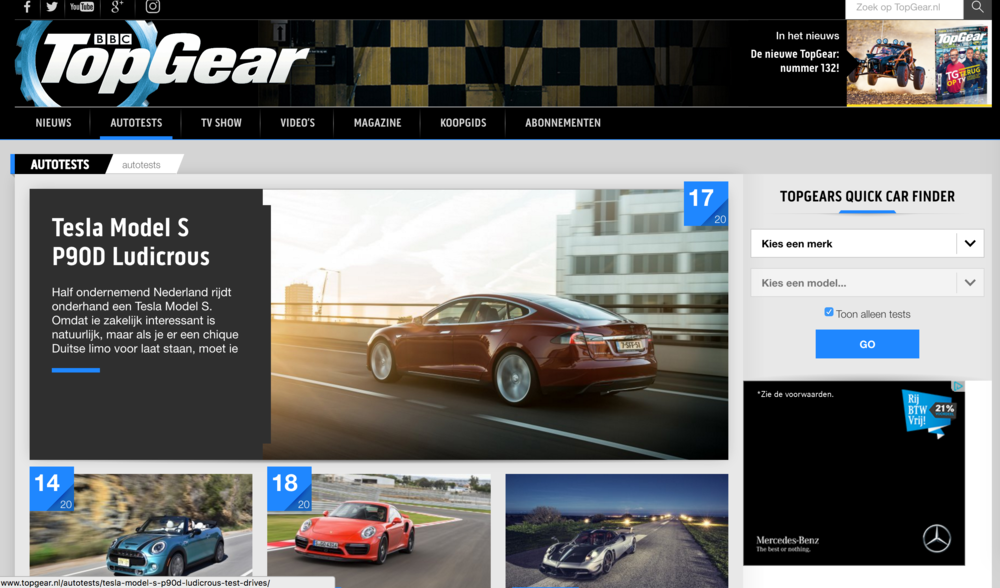 f
You Tube
g+
Zoek op TopGear.nl
BBC
TopGear
In het nieuws
De nieuwe TopGear:
nummer 132!
TopGear
TG TERUG
OP TV
NIEUWS
AUTOTESTS
TV SHOW
VIDEO'S
MAGAZINE
KOOPGIDS
ABONNEMENTEN
AUTOTESTS
autotests
Tesla Model S
P90D Ludicrous
Half ondernemend Nederland rijdt
onderhand een Tesla Model S.
Omdat ie zakelijk interessant is
natuurlijk, maar als je er een chique
Duitse limo voor laat staan, moet ie
17
20
TOPGEARS QUICK CAR FINDER
Kies een merk
Kies een model...
Toon alleen tests
GO
*Zie de voorwaarden.
Rij
BTW
Vrij!
21%
Mercedes-Benz
The best or nothing.
14
20
18
20
www.topgear.nl/autotests/tesla-model-s-p90d-ludicrous-test-drives/